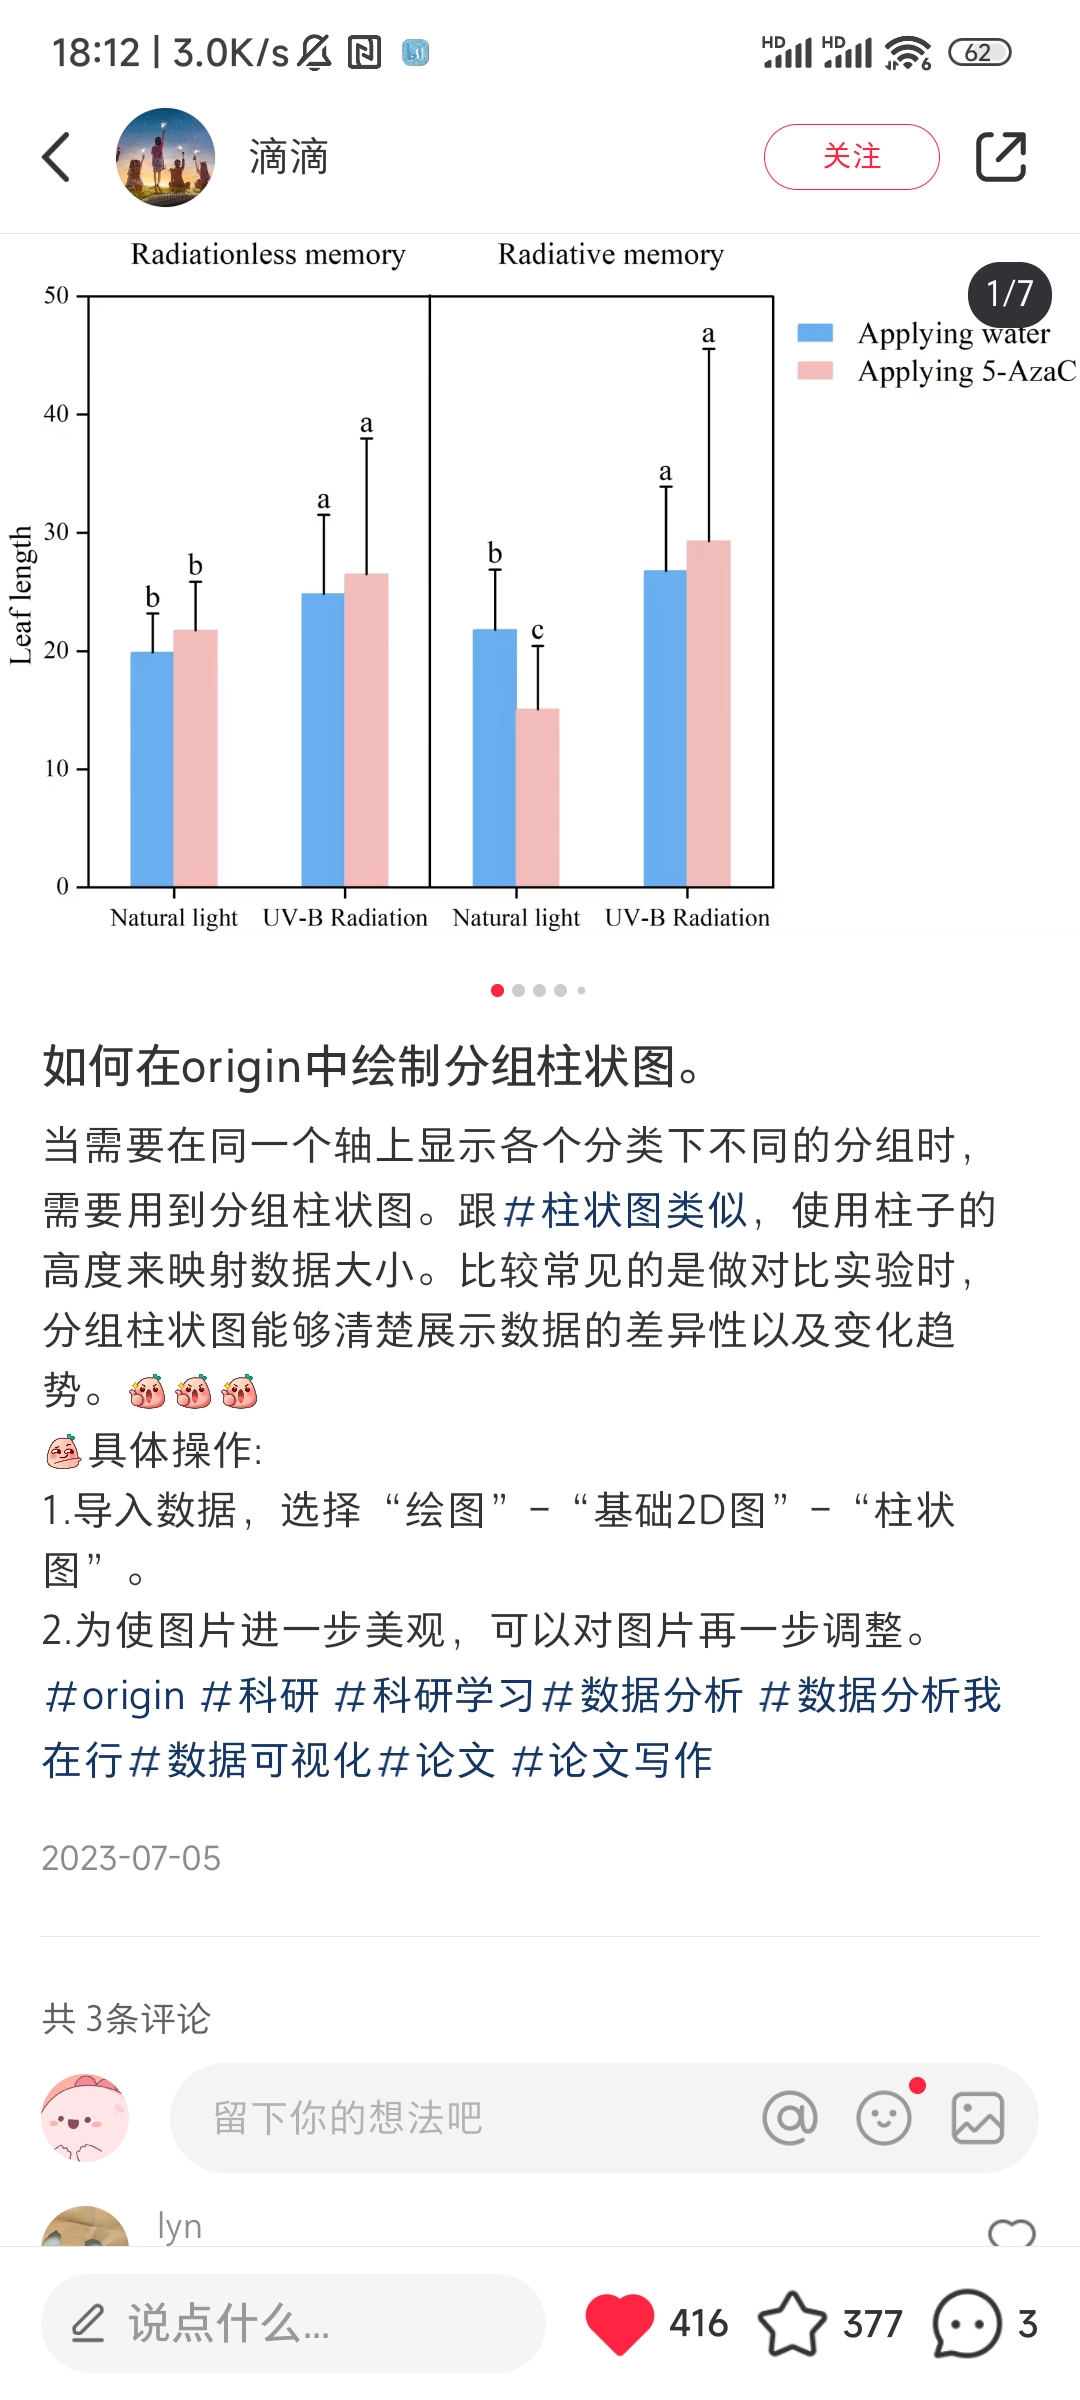 18:12 | 3.0K/s HD HD 6 62
滴滴 关注
Radiationless memory Radiative memory
1/7
Applying water
Applying 5-AzaC
Leaf length
50
40
30
20
10
0
a
a
a
a
b
b
b
c
Natural light UV-B Radiation Natural light UV-B Radiation
如何在origin中绘制分组柱状图。
当需要在同一个轴上显示各个分类下不同的分组时，
需要用到分组柱状图。跟#柱状图类似，使用柱子的
高度来映射数据大小。比较常见的是做对比实验时，
分组柱状图能够清楚展示数据的差异性以及变化趋
势。
具体操作:
1.导入数据，选择“绘图”-“基础2D图”-“柱状
图”。
2.为使图片进一步美观，可以对图片再一步调整。
#origin #科研 #科研学习#数据分析 #数据分析我
在行#数据可视化#论文 #论文写作
2023-07-05
共 3条评论
留下你的想法吧
lyn
说点什么... 416 377 3